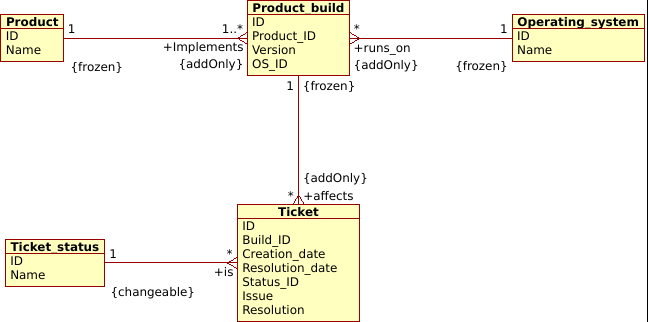 Product
ID
Name
1
{frozen}
1..*
+Implements
{addOnly}
Product_build
ID
Product_ID
Version
OS_ID
*
+runs_on
{addOnly}
1
{frozen}
Operating_system
ID
Name
1
{frozen}
{addOnly}
*
+affects
Ticket
ID
Build_ID
Creation_date
Resolution_date
Status_ID
Issue
Resolution
Ticket_status
ID
Name
1
{changeable}
*
+is